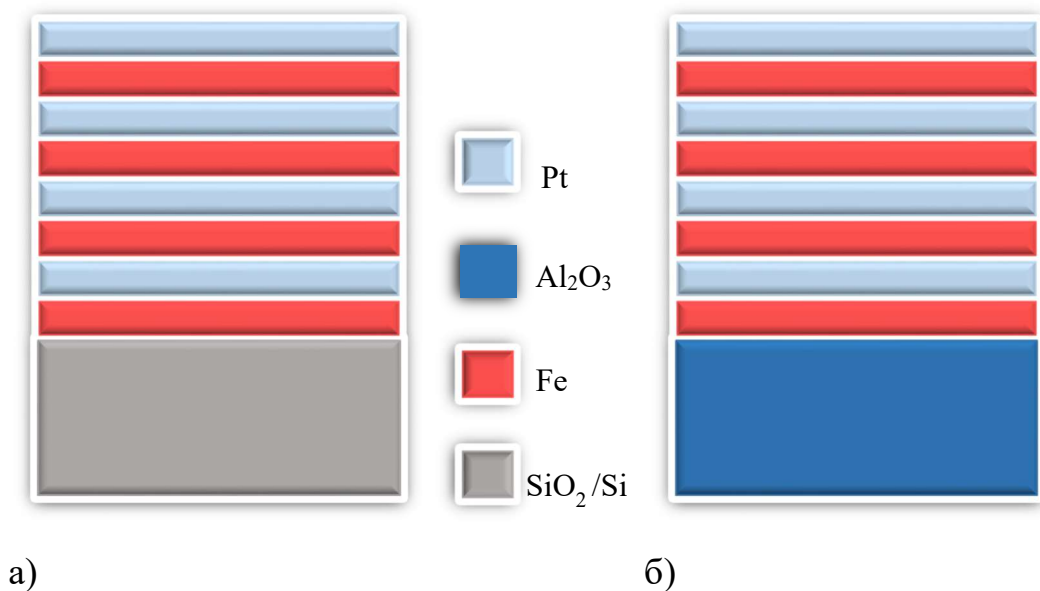 Pt
Al₂O₃
Fe
SiO₂ /Si
а)
б)